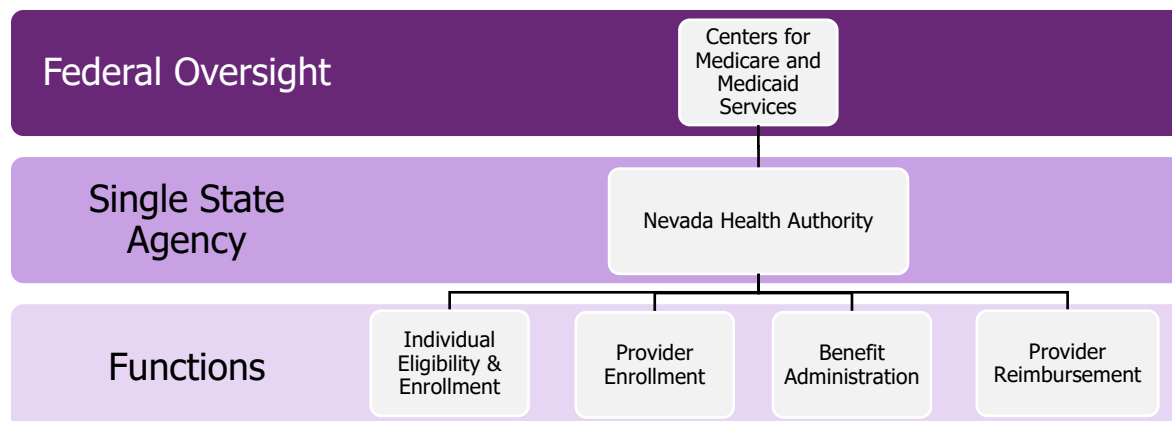 Federal Oversight
Centers for
Medicare and
Medicaid
Services
Single State
Agency
Nevada Health Authority
Functions
Individual
Eligibility &
Enrollment
Provider
Enrollment
Benefit
Administration
Provider
Reimbursement